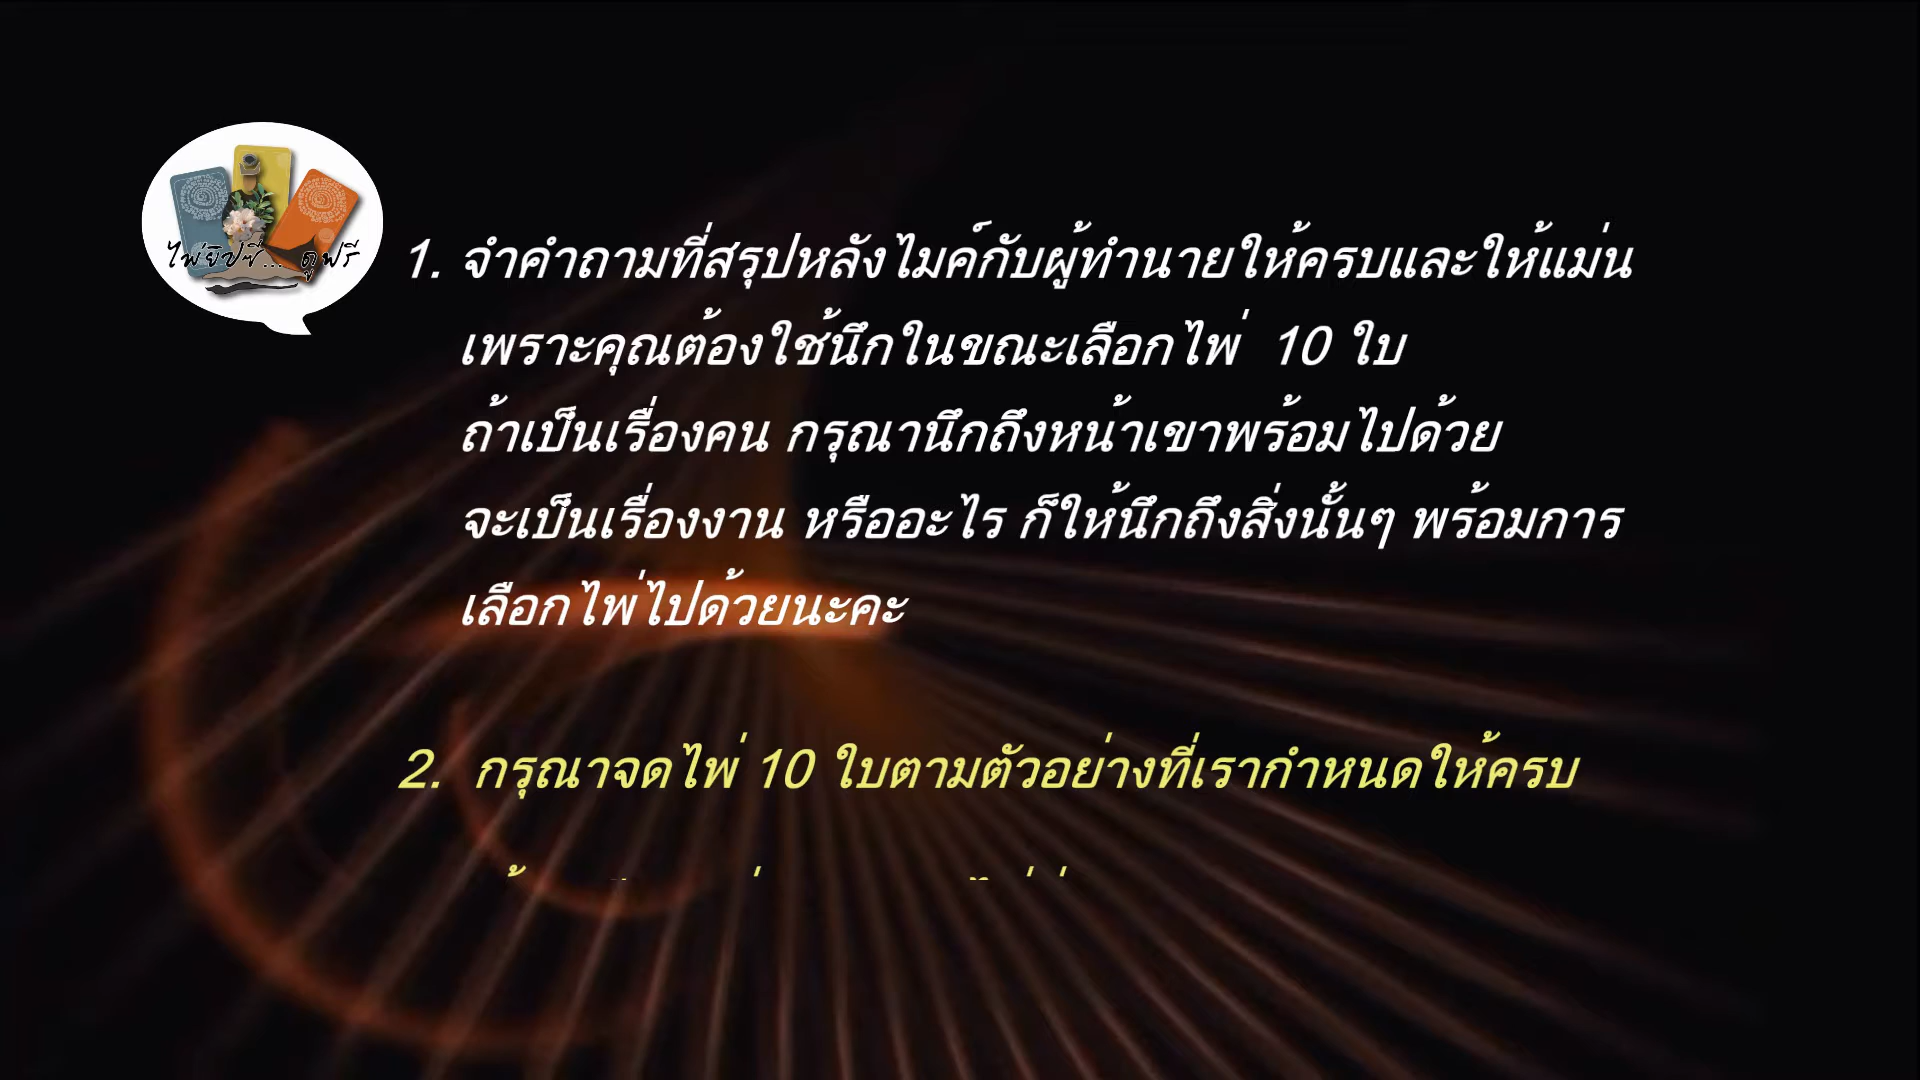 ไพ่ยิปซี... ดูฟรี
1. จำคำถามที่สรุปหลังไมค์กับผู้ทำนายให้ครบและให้แม่น
เพราะคุณต้องใช้นึกในขณะเลือกไพ่ 10 ใบ
ถ้าเป็นเรื่องคน กรุณานึกถึงหน้าเขาพร้อมไปด้วย
จะเป็นเรื่องงาน หรืออะไร ก็ให้นึกถึงสิ่งนั้นๆ พร้อมการ
เลือกไพ่ไปด้วยนะคะ
2. กรุณาจดไพ่ 10 ใบตามตัวอย่างที่เรากำหนดให้ครบ